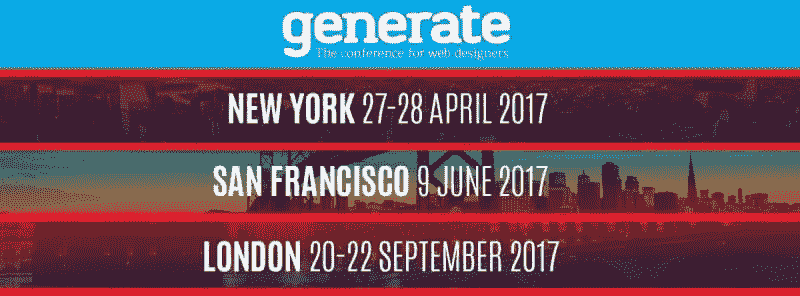 generate
The conference for web designers
NEW YORK 27-28 APRIL 2017
SAN FRANCISCO 9 JUNE 2017
LONDON 20-22 SEPTEMBER 2017